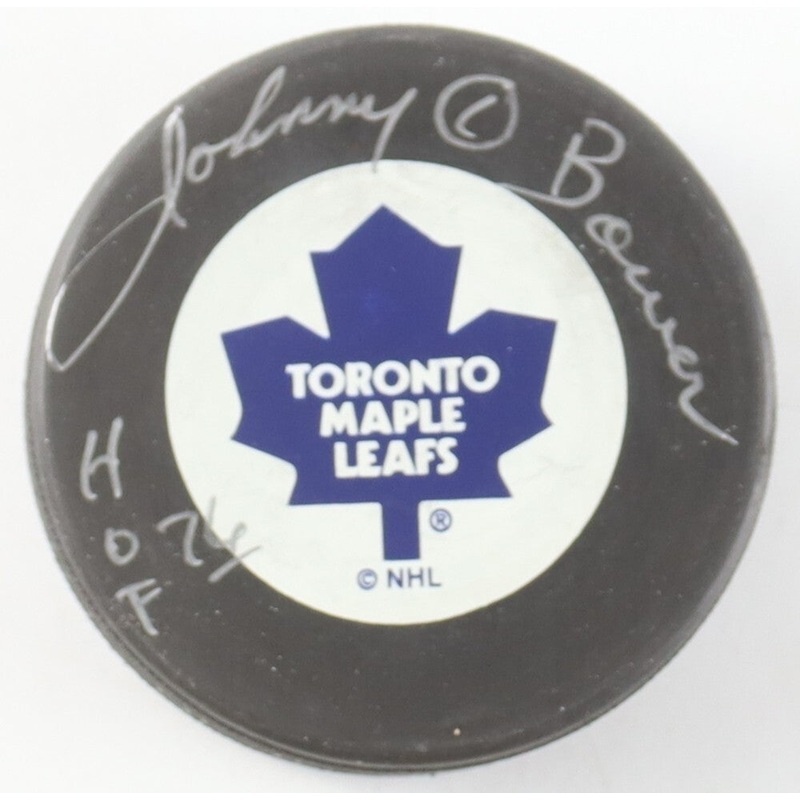 Johnny © Bower
TORONTO
MAPLE
LEAFS
®
© NHL
HOF 76